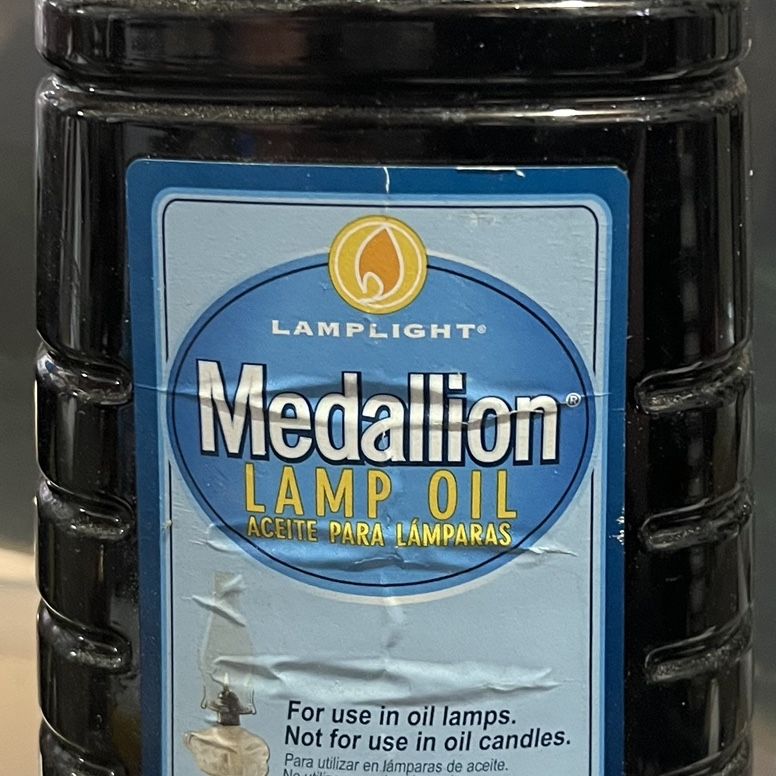 LAMPLIGHT®
Medallion®
LAMP OIL
ACEITE PARA LÁMPARAS
For use in oil lamps.
Not for use in oil candles.
Para utilizar en lámparas de aceite.
No